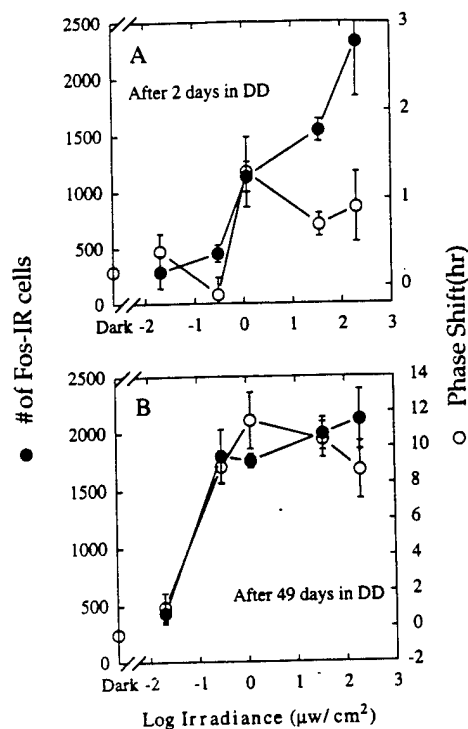 A
After 2 days in DD
2500
2000
1500
1000
500
0
3
2
1
0
Dark -2 -1 0 1 2 3
B
After 49 days in DD
2500
2000
1500
1000
500
0
14
12
10
8
6
4
2
0
-2
Dark -2 -1 0 1 2 3
Log Irradiance (μw/ cm²)
# of Fos-IR cells
Phase Shift(hr)